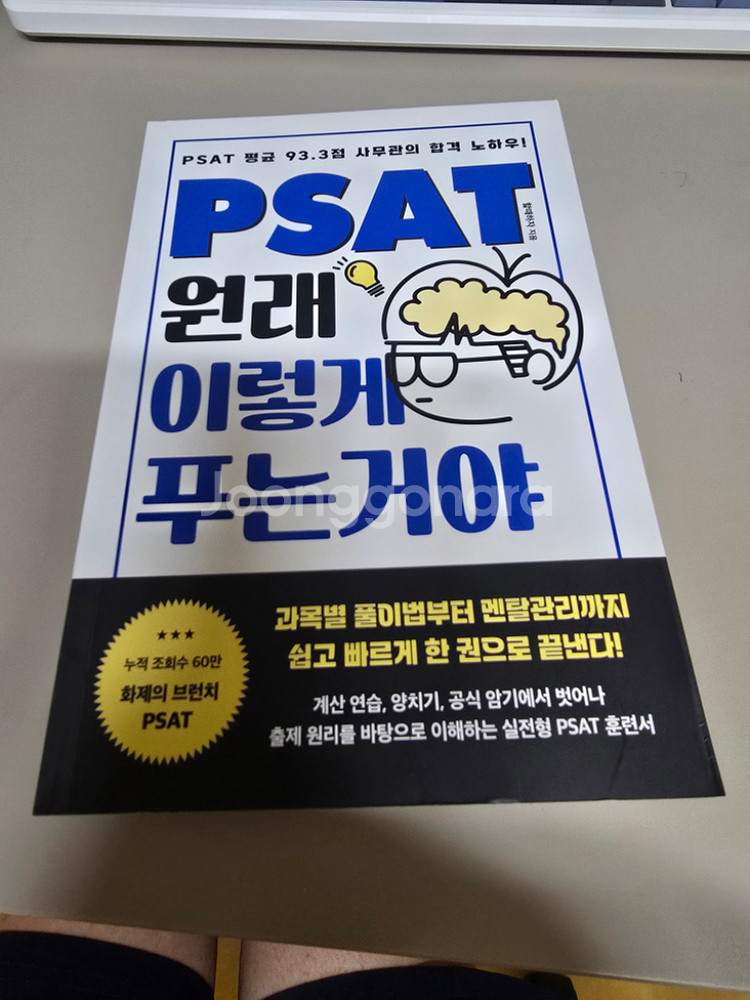 PSAT 평균 93.3점 사무관의 합격 노하우!
PSAT
원래
이렇게
푸는거야
과목별 풀이법부터 멘탈관리까지
쉽고 빠르게 한 권으로 끝낸다!
★★★
누적 조회수 60만
화제의 브런치
PSAT
계산 연습, 양치기, 공식 암기에서 벗어나
출제 원리를 바탕으로 이해하는 실전형 PSAT 훈련서
Joonggonara